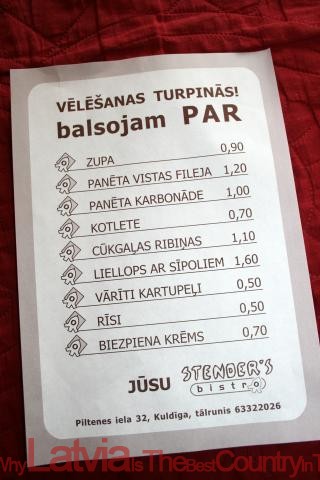 VĒLĒŠANAS TURPINĀS!
balsojam PAR
ZUPA 0,90
PANĒTA VISTAS FILEJA 1,20
PANĒTA KARBONĀDE 1,00
KOTLETE 0,70
CŪKGAĻAS RIBIŅAS 1,10
LIELLOPS AR SĪPOLIEM 1,60
VĀRĪTI KARTUPEĻI 0,50
RĪSI 0,50
BIEZPIENA KRĒMS 0,70
JŪSU STENDER'S
bistro
Piltenes iela 32, Kuldīga, tālrunis 63322026
Why Latvia Is The Best Country In T